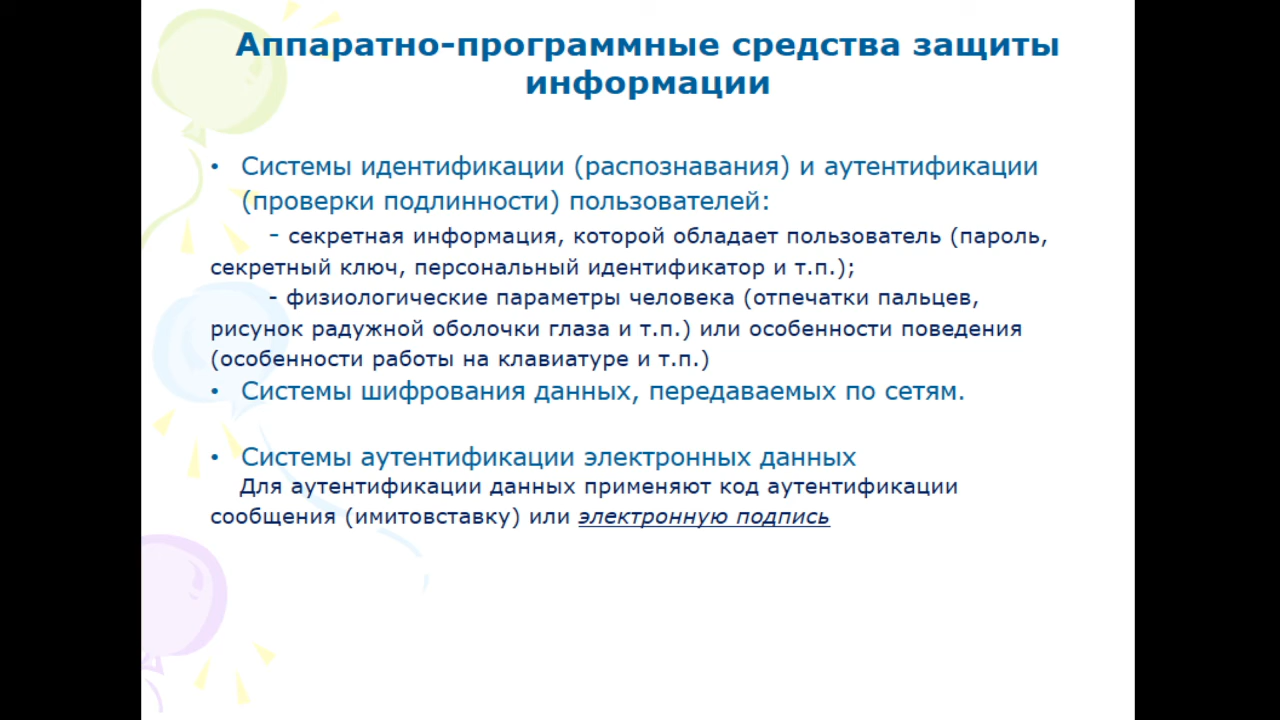 Аппаратно-программные средства защиты
информации
• Системы идентификации (распознавания) и аутентификации
(проверки подлинности) пользователей:
- секретная информация, которой обладает пользователь (пароль,
секретный ключ, персональный идентификатор и т.п.);
- физиологические параметры человека (отпечатки пальцев,
рисунок радужной оболочки глаза и т.п.) или особенности поведения
(особенности работы на клавиатуре и т.п.)
• Системы шифрования данных, передаваемых по сетям.
• Системы аутентификации электронных данных
Для аутентификации данных применяют код аутентификации
сообщения (имитовставку) или электронную подпись